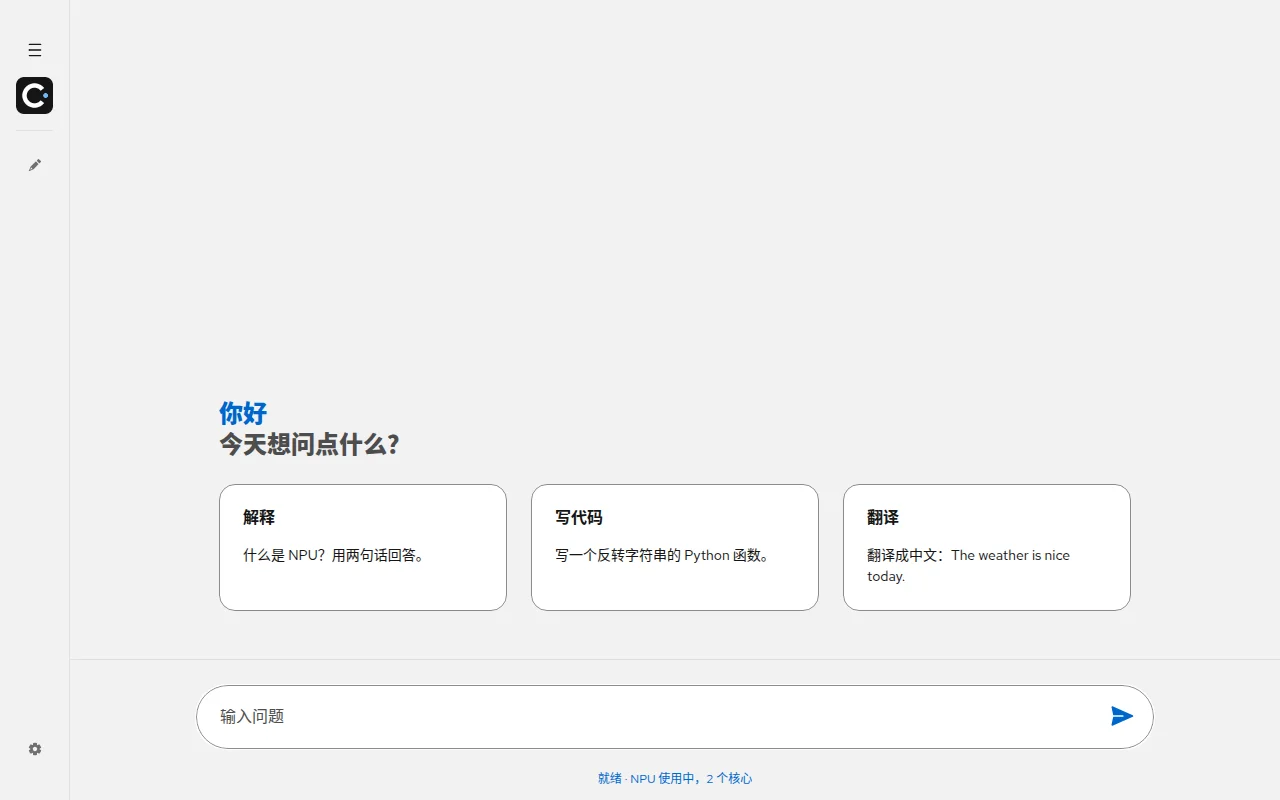 你好
今天想问点什么?
解释
什么是 NPU？用两句话回答。
写代码
写一个反转字符串的 Python 函数。
翻译
翻译成中文：The weather is nice
today.
输入问题
就绪 · NPU 使用中，2 个核心